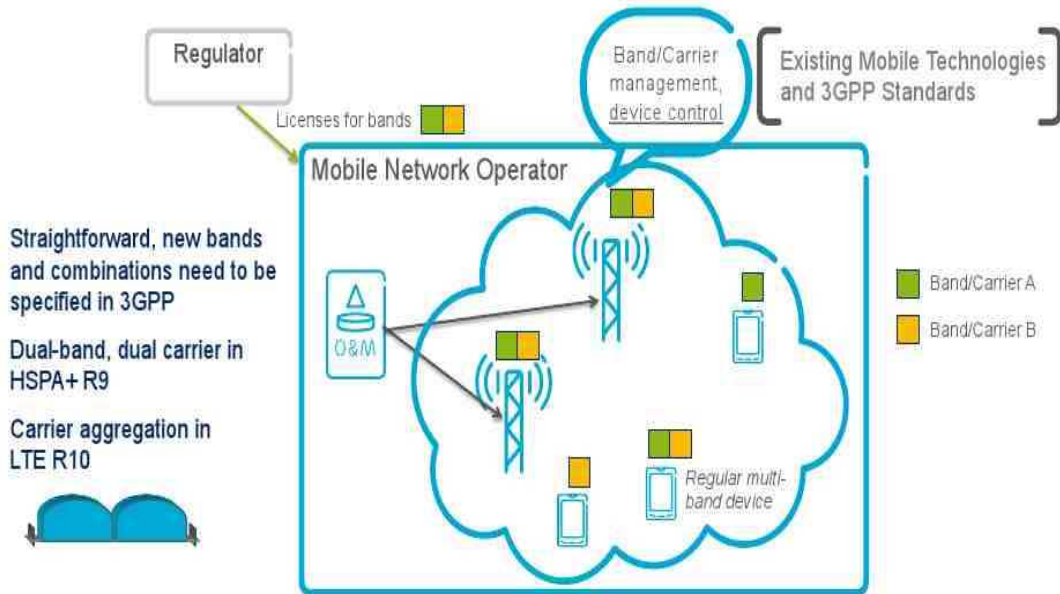 Regulator
Licenses for bands
Band/Carrier
management,
device control
Existing Mobile Technologies
and 3GPP Standards
Mobile Network Operator
Straightforward, new bands
and combinations need to be
specified in 3GPP
Dual-band, dual carrier in
HSPA+ R9
Carrier aggregation in
LTE R10
O&M
Regular multi-
band device
Band/Carrier A
Band/Carrier B